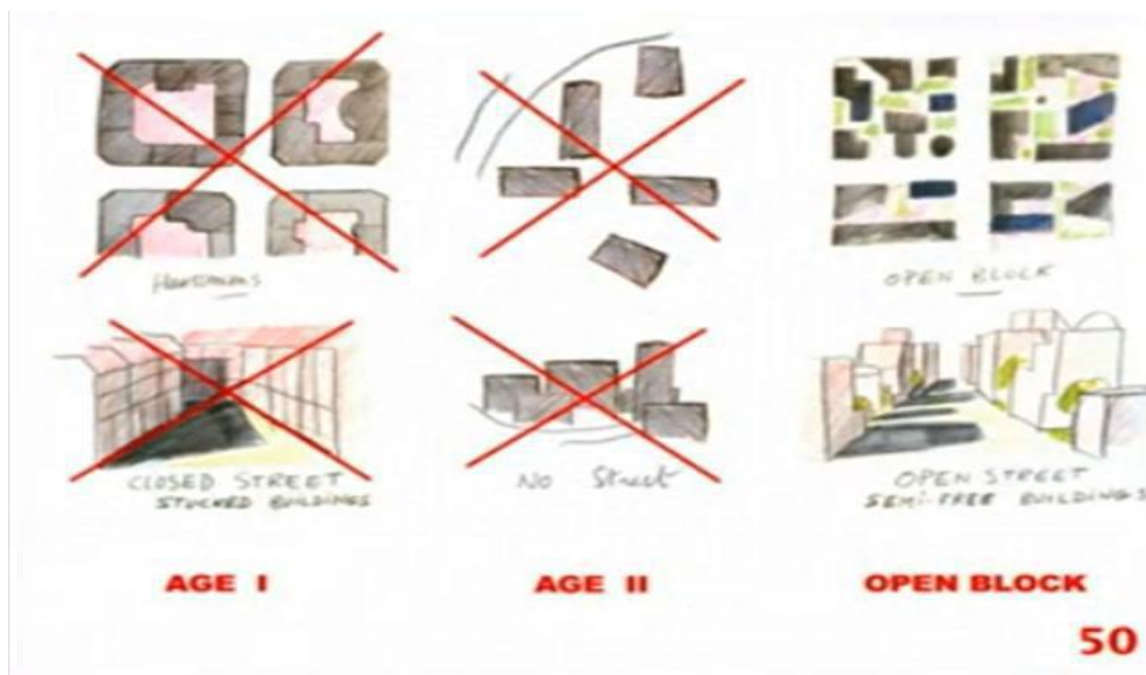 OPEN BLOCK
CLOSED STREET
STUCKED BUILDINGS
No Street
OPEN STREET
SEMI-FREE BUILDINGS
AGE I
AGE II
OPEN BLOCK
50